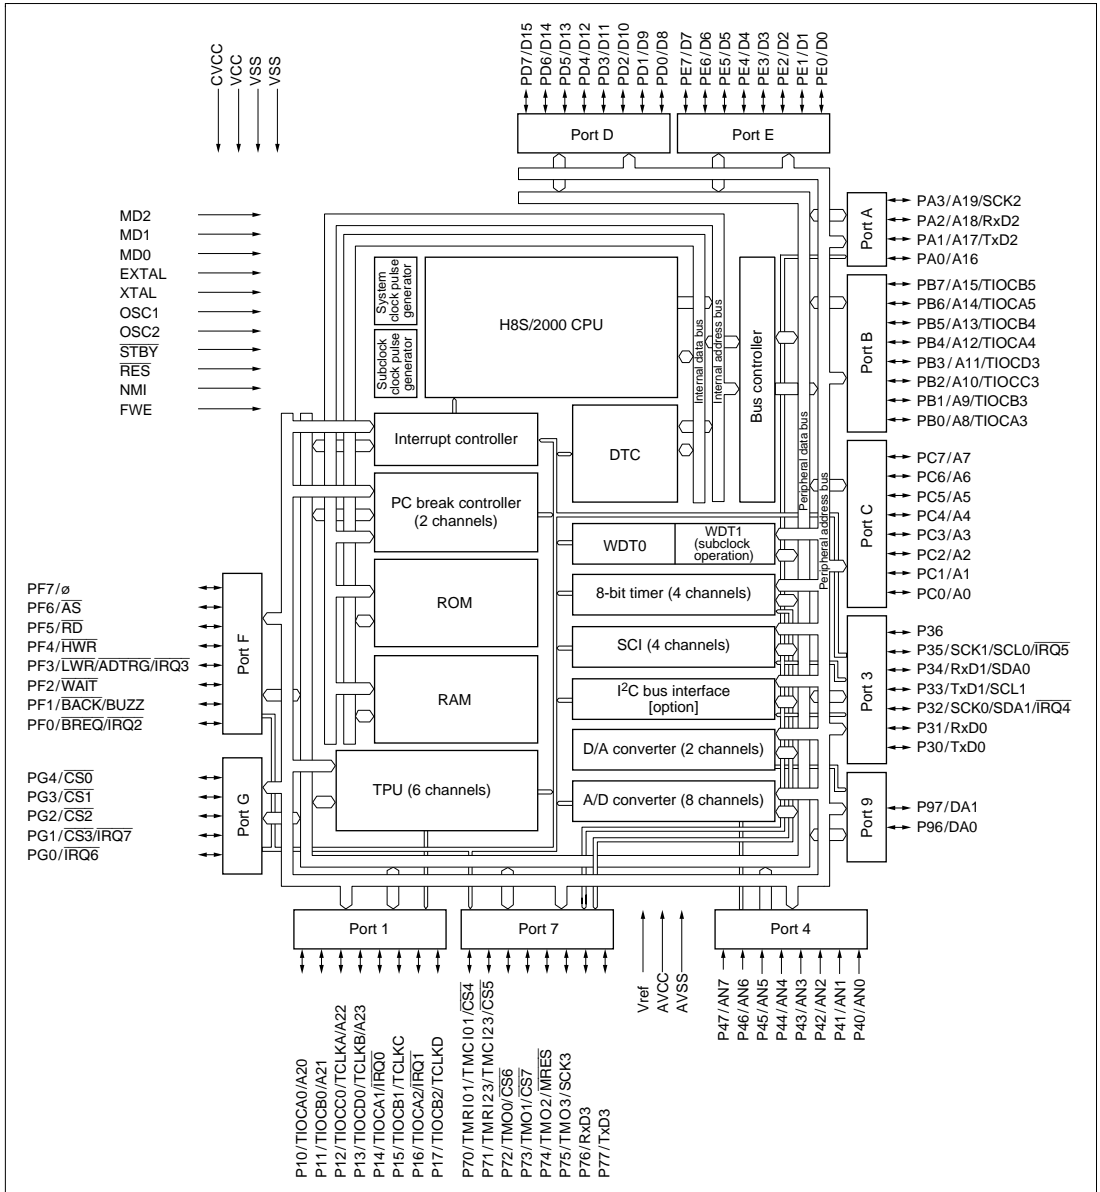 CVCC
VCC
VSS
VSS
PD7/D15
PD6/D14
PD5/D13
PD4/D12
PD3/D11
PD2/D10
PD1/D9
PD0/D8
PE7/D7
PE6/D6
PE5/D5
PE4/D4
PE3/D3
PE2/D2
PE1/D1
PE0/D0
Port D
Port E
MD2
MD1
MD0
EXTAL
XTAL
OSC1
OSC2
STBY
RES
NMI
FWE
System
clock pulse
generator
Subclock
clock pulse
generator
H8S/2000 CPU
Internal data bus
Internal address bus
Bus controller
Peripheral data bus
Peripheral address bus
Interrupt controller
DTC
PC break controller
(2 channels)
WDT0
WDT1
(subclock
operation)
ROM
8-bit timer (4 channels)
SCI (4 channels)
RAM
I²C bus interface
[option]
D/A converter (2 channels)
TPU (6 channels)
A/D converter (8 channels)
Port A
PA3/A19/SCK2
PA2/A18/RxD2
PA1/A17/TxD2
PA0/A16
Port B
PB7/A15/TIOCB5
PB6/A14/TIOCA5
PB5/A13/TIOCB4
PB4/A12/TIOCA4
PB3/A11/TIOCD3
PB2/A10/TIOCC3
PB1/A9/TIOCB3
PB0/A8/TIOCA3
Port C
PC7/A7
PC6/A6
PC5/A5
PC4/A4
PC3/A3
PC2/A2
PC1/A1
PC0/A0
Port 3
P36
P35/SCK1/SCL0/IRQ5
P34/RxD1/SDA0
P33/TxD1/SCL1
P32/SCK0/SDA1/IRQ4
P31/RxD0
P30/TxD0
Port 9
P97/DA1
P96/DA0
PF7/ø
PF6/AS
PF5/RD
PF4/HWR
PF3/LWR/ADTRG/IRQ3
PF2/WAIT
PF1/BACK/BUZZ
PF0/BREQ/IRQ2
Port F
PG4/CS0
PG3/CS1
PG2/CS2
PG1/CS3/IRQ7
PG0/IRQ6
Port G
Port 1
Port 7
Port 4
P10/TIOCA0/A20
P11/TIOCB0/A21
P12/TIOCC0/TCLKA/A22
P13/TIOCD0/TCLKB/A23
P14/TIOCA1/IRQ0
P15/TIOCB1/TCLKC
P16/TIOCA2/IRQ1
P17/TIOCB2/TCLKD
P70/TMRI01/TMCI01/CS4
P71/TMRI23/TMCI23/CS5
P72/TMO0/CS6
P73/TMO1/CS7
P74/TMO2/MRES
P75/TMO3/SCK3
P76/RxD3
P77/TxD3
Vref
AVCC
AVSS
P47/AN7
P46/AN6
P45/AN5
P44/AN4
P43/AN3
P42/AN2
P41/AN1
P40/AN0